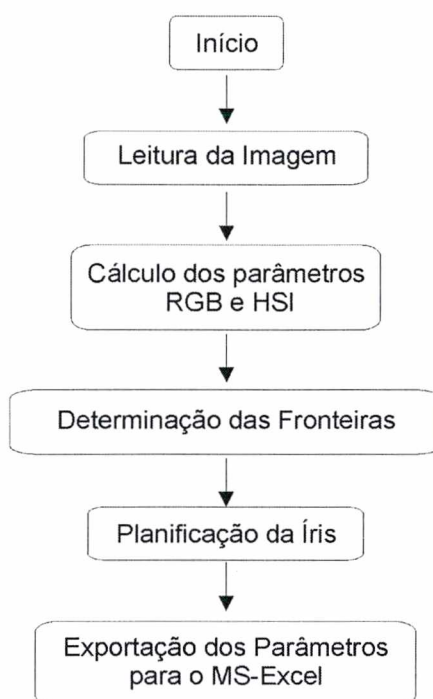 Início
Leitura da Imagem
Cálculo dos parâmetros
RGB e HSI
Determinação das Fronteiras
Planificação da Íris
Exportação dos Parâmetros
para o MS-Excel